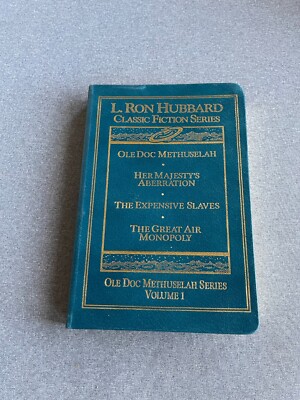 L. RON HUBBARD
CLASSIC FICTION SERIES
OLE DOC METHUSELAH
•
HER MAJESTY'S
ABERRATION
•
THE EXPENSIVE SLAVES
•
THE GREAT AIR
MONOPOLY
OLE DOC METHUSELAH SERIES
VOLUME 1